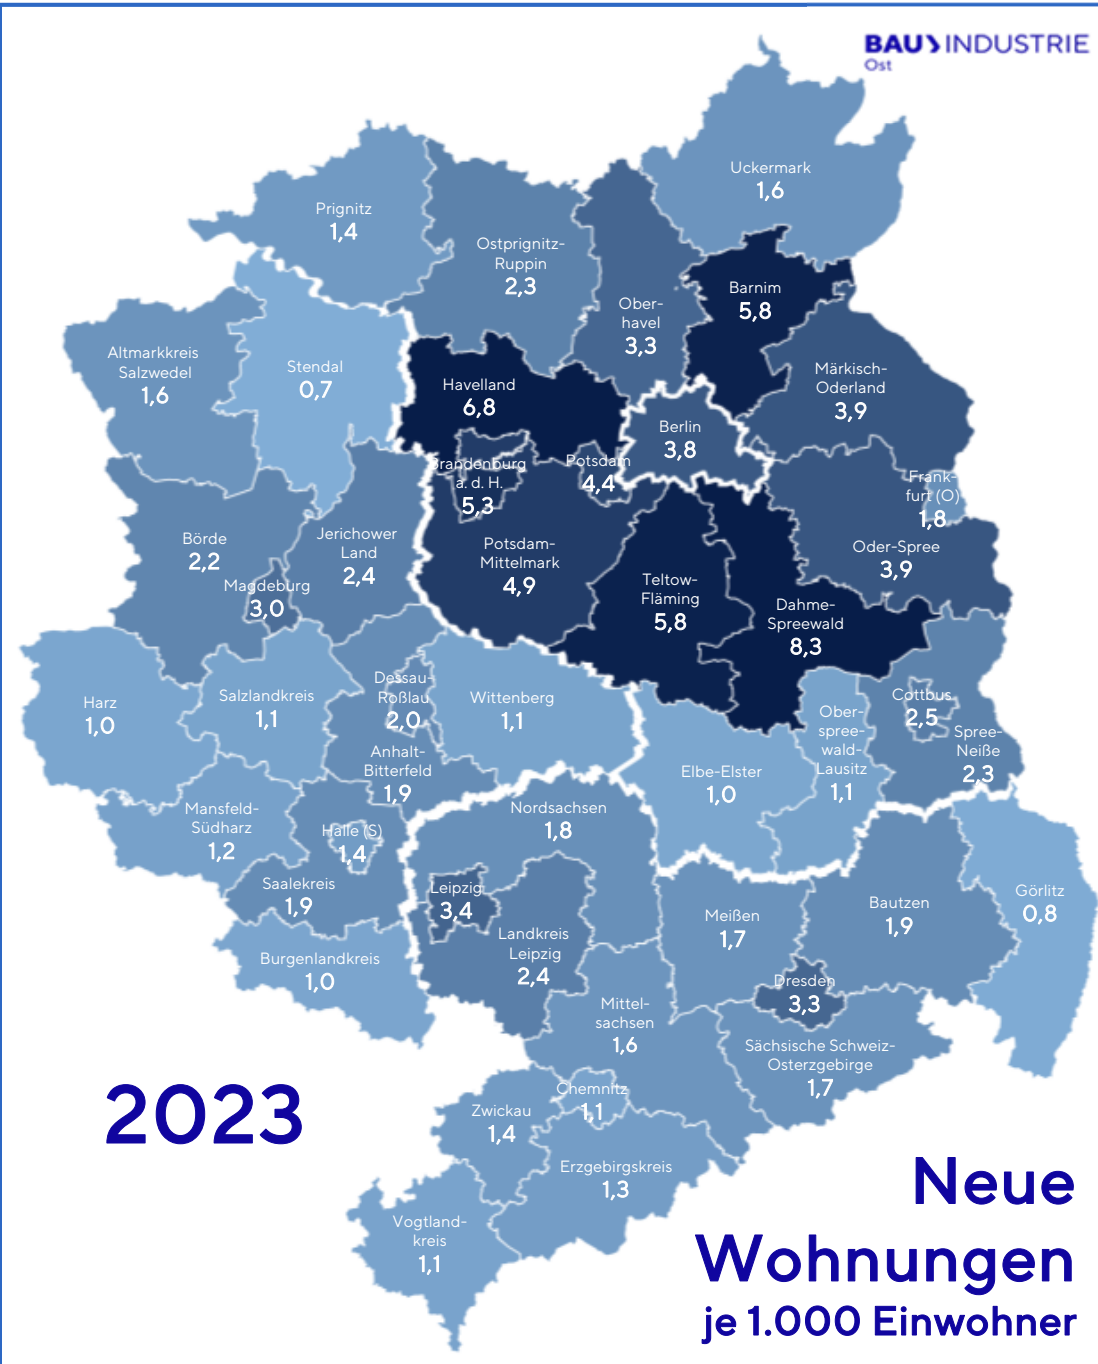 BAU INDUSTRIE
Ost
Uckermark
1,6
Prignitz
1,4
Ostprignitz-
Ruppin
2,3
Barnim
5,8
Ober-
havel
3,3
Altmarkkreis
Salzwedel
1,6
Stendal
0,7
Havelland
6,8
Märkisch-
Oderland
3,9
Berlin
3,8
Brandenburg
a. d. H.
5,3
Potsdam
4,4
Frank-
furt (O)
1,8
Börde
2,2
Jerichower
Land
2,4
Potsdam-
Mittelmark
4,9
Oder-Spree
3,9
Magdeburg
3,0
Teltow-
Fläming
5,8
Dahme-
Spreewald
8,3
Harz
1,0
Salzlandkreis
1,1
Dessau-
Roßlau
2,0
Wittenberg
1,1
Ober-
spree-
wald-
Lausitz
1,1
Cottbus
2,5
Spree-
Neiße
2,3
Anhalt-
Bitterfeld
1,9
Elbe-Elster
1,0
Mansfeld-
Südharz
1,2
Halle (S)
1,4
Nordsachsen
1,8
Saalekreis
1,9
Leipzig
3,4
Görlitz
0,8
Bautzen
1,9
Meißen
1,7
Landkreis
Leipzig
2,4
Burgenlandkreis
1,0
Dresden
3,3
Mittel-
sachsen
1,6
Sächsische Schweiz-
Osterzgebirge
1,7
Chemnitz
1,1
Zwickau
1,4
Erzgebirgskreis
1,3
Vogtland-
kreis
1,1
2023
Neue
Wohnungen
je 1.000 Einwohner